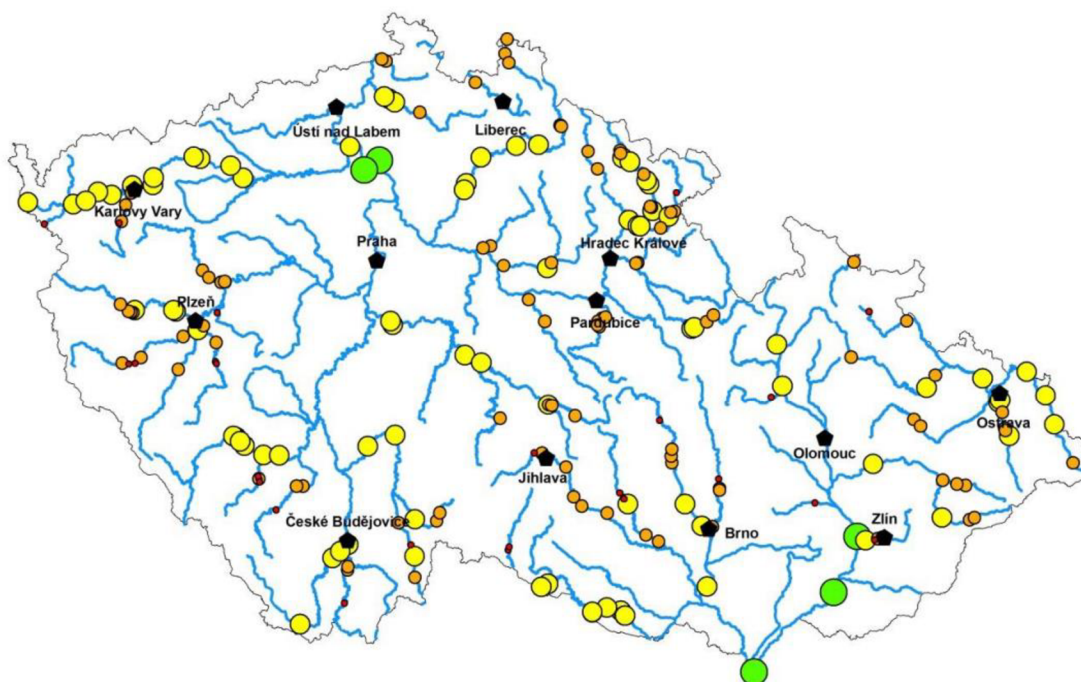 Ústí nad Labem
Liberec
Karlovy Vary
Praha
Hradec Králové
Plzeň
Pardubice
Ostrava
Olomouc
Jihlava
České Budějovice
Brno
Zlín